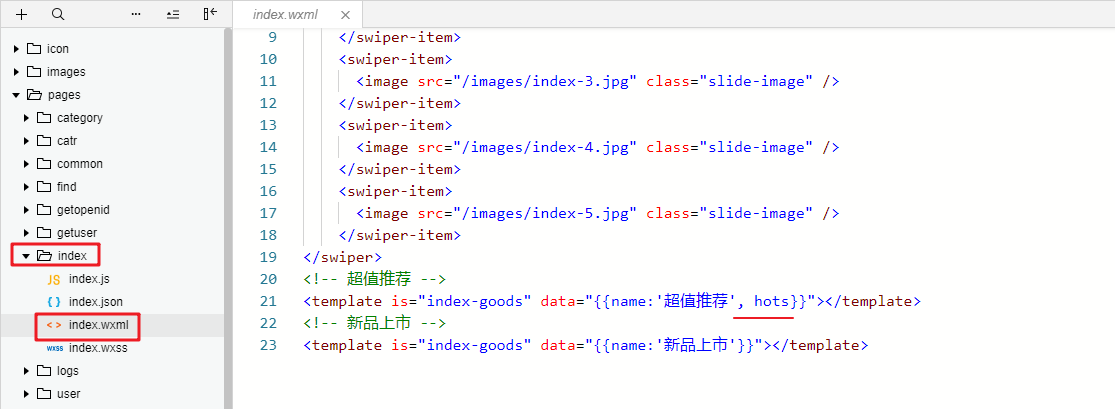 index.wxml
icon
images
pages
category
catr
common
find
getopenid
getuser
index
JS index.js
{ } index.json
< > index.wxml
wxss index.wxss
logs
user
9 </swiper-item>
10 <swiper-item>
11 <image src="/images/index-3.jpg" class="slide-image" />
12 </swiper-item>
13 <swiper-item>
14 <image src="/images/index-4.jpg" class="slide-image" />
15 </swiper-item>
16 <swiper-item>
17 <image src="/images/index-5.jpg" class="slide-image" />
18 </swiper-item>
19 </swiper>
20 <!-- 超值推荐 -->
21 <template is="index-goods" data="{{name:'超值推荐', hots}}"></template>
22 <!-- 新品上市 -->
23 <template is="index-goods" data="{{name:'新品上市'}}"></template>